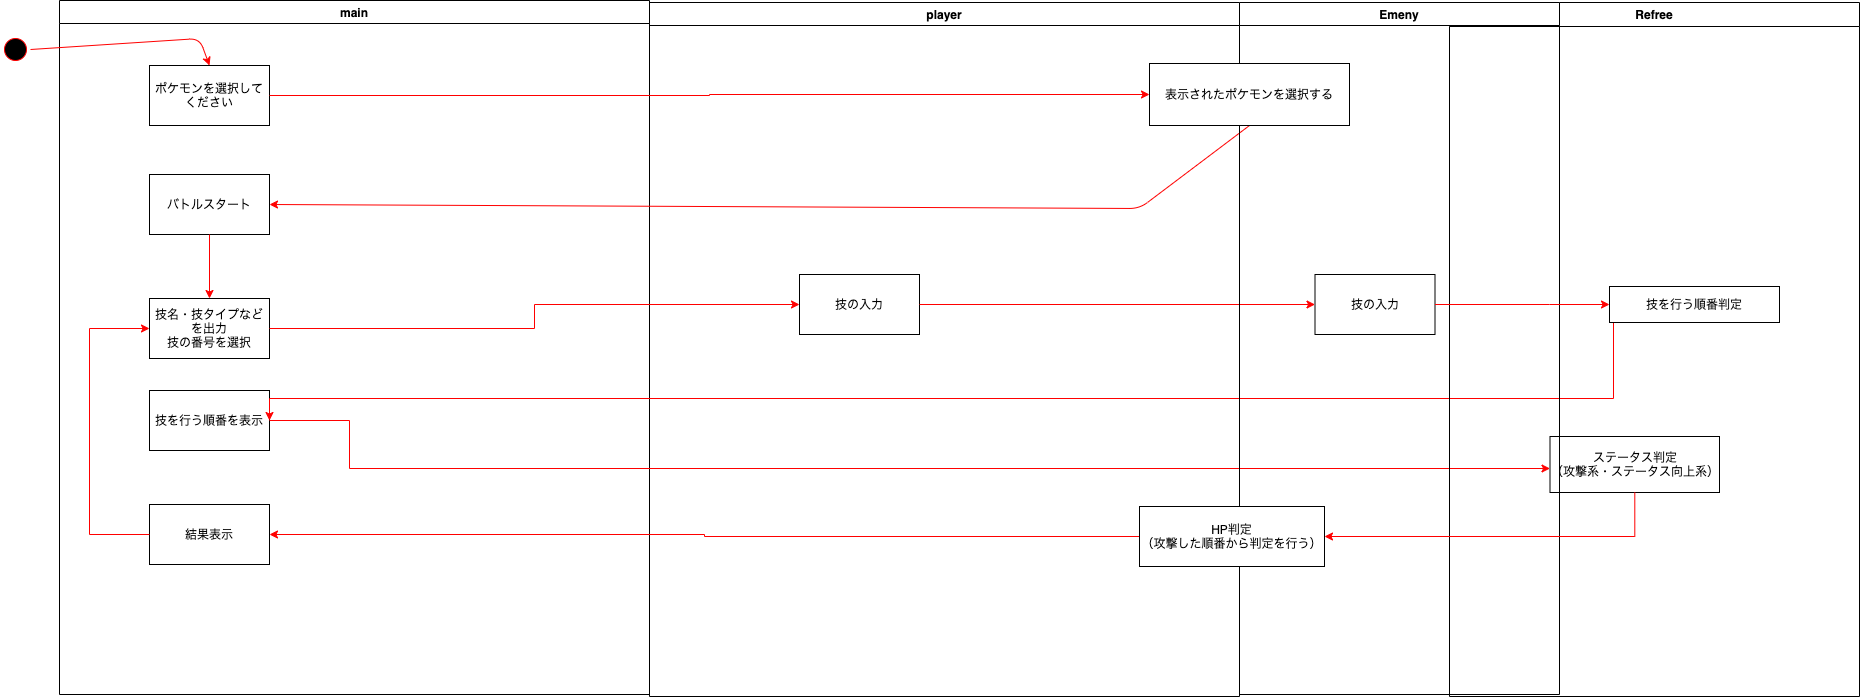 main
player
Emeny
Refree
ポケモンを選択して
ください
表示されたポケモンを選択する
バトルスタート
技名・技タイプなど
を出力
技の番号を選択
技の入力
技の入力
技を行う順番判定
技を行う順番を表示
ステータス判定
（攻撃系・ステータス向上系）
結果表示
HP判定
（攻撃した順番から判定を行う）